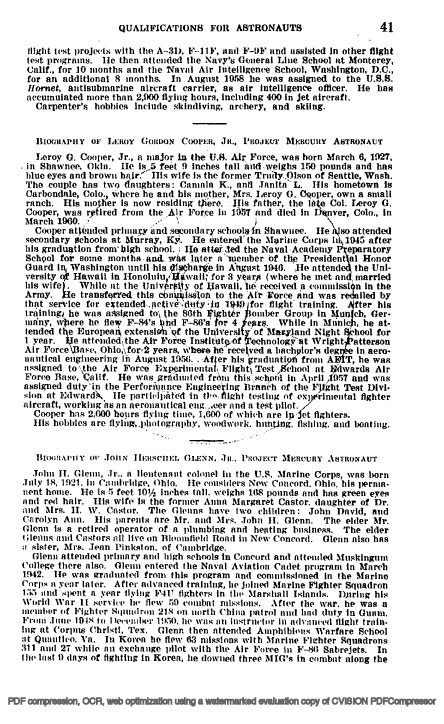 QUALIFICATIONS FOR ASTRONAUTS 41
flight test projects with the A-3D, F-11F, and F-9F and assisted in other flight
test programs. He then attended the Navy's General Line School at Monterey,
Calif., for 10 months and the Naval Air Intelligence School, Washington, D.C.,
for an additional 8 months. In August 1958 he was assigned to the U.S.S.
Hornet, antisubmarine aircraft carrier, as air intelligence officer. He has
accumulated more than 2,900 flying hours, including 400 in jet aircraft.
Carpenter's hobbies include skindiving, archery, and skiing.
BIOGRAPHY OF LEROY GORDON COOPER, JR., PROJECT MERCURY ASTRONAUT
Leroy G. Cooper, Jr., a major in the U.S. Air Force, was born March 6, 1927,
in Shawnee, Okla. He is 5 feet 9 inches tall and weighs 150 pounds and has
blue eyes and brown hair. His wife is the former Trudy Olson of Seattle, Wash.
The couple has two daughters: Camala K., and Janita L. His hometown is
Carbondale, Colo., where he and his mother, Mrs. Leroy G. Cooper, own a small
ranch. His mother is now residing there. His father, the late Col. Leroy G.
Cooper, was retired from the Air Force in 1957 and died in Denver, Colo., in
March 1960.
Cooper attended primary and secondary schools in Shawnee. He also attended
secondary schools at Murray, Ky. He entered the Marine Corps in 1945 after
his graduation from high school. He attended the Naval Academy Preparatory
School for some months and was later a member of the Presidential Honor
Guard in Washington until his discharge in August 1946. He attended the Uni-
versity of Hawaii in Honolulu, Hawaii, for 3 years (where he met and married
his wife). While at the University of Hawaii, he received a commission in the
Army. He transferred this commission to the Air Force and was recalled by
that service for extended active duty in 1949 for flight training. After his
training, he was assigned to the 86th Fighter Bomber Group in Munich, Ger-
many, where he flew F-84's and F-86's for 4 years. While in Munich, he at-
tended the European extension of the University of Maryland Night School for
1 year. He attended the Air Force Institute of Technology at Wright Patterson
Air Force Base, Ohio, for 2 years, where he received a bachelor's degree in aero-
nautical engineering in August 1956. After his graduation from AFIT, he was
assigned to the Air Force Experimental Flight Test School at Edwards Air
Force Base, Calif. He was graduated from this school in April 1957 and was
assigned duty in the Performance Engineering Branch of the Flight Test Divi-
sion at Edwards. He participated in the flight testing of experimental fighter
aircraft, working as an aeronautical engineer and a test pilot.
Cooper has 2,600 hours flying time, 1,600 of which are in jet fighters.
His hobbies are flying, photography, woodwork, hunting, fishing, and boating.
BIOGRAPHY OF JOHN HERSCHEL GLENN, JR., PROJECT MERCURY ASTRONAUT
John H. Glenn, Jr., a lieutenant colonel in the U.S. Marine Corps, was born
July 18, 1921, in Cambridge, Ohio. He considers New Concord, Ohio, his perma-
nent home. He is 5 feet 10½ inches tall, weighs 168 pounds and has green eyes
and red hair. His wife is the former Anna Margaret Castor, daughter of Dr.
and Mrs. H. W. Castor. The Glenns have two children: John David, and
Carolyn Ann. His parents are Mr. and Mrs. John H. Glenn. The elder Mr.
Glenn is a retired operator of a plumbing and heating business. The elder
Glenns and Castors all live on Bloomfield Road in New Concord. Glenn also has
a sister, Mrs. Jean Pinkston, of Cambridge.
Glenn attended primary and high schools in Concord and attended Muskingum
College there also. Glenn entered the Naval Aviation Cadet program in March
1942. He was graduated from this program and commissioned in the Marine
Corps a year later. After advanced training, he joined Marine Fighter Squadron
155 and spent a year flying F4U fighters in the Marshall Islands. During his
World War II service he flew 59 combat missions. After the war, he was a
member of Fighter Squadron 218 on north China patrol and had duty in Guam.
From June 1948 to December 1950, he was an instructor in advanced flight train-
ing at Corpus Christi, Tex. Glenn then attended Amphibious Warfare School
at Quantico, Va. In Korea he flew 63 missions with Marine Fighter Squadrons
311 and 27 while an exchange pilot with the Air Force in F-86 Sabrejets. In
the last 9 days of fighting in Korea, he downed three MIG's in combat along the
PDF compression, OCR, web optimization using a watermarked evaluation copy of CVISION PDFCompressor